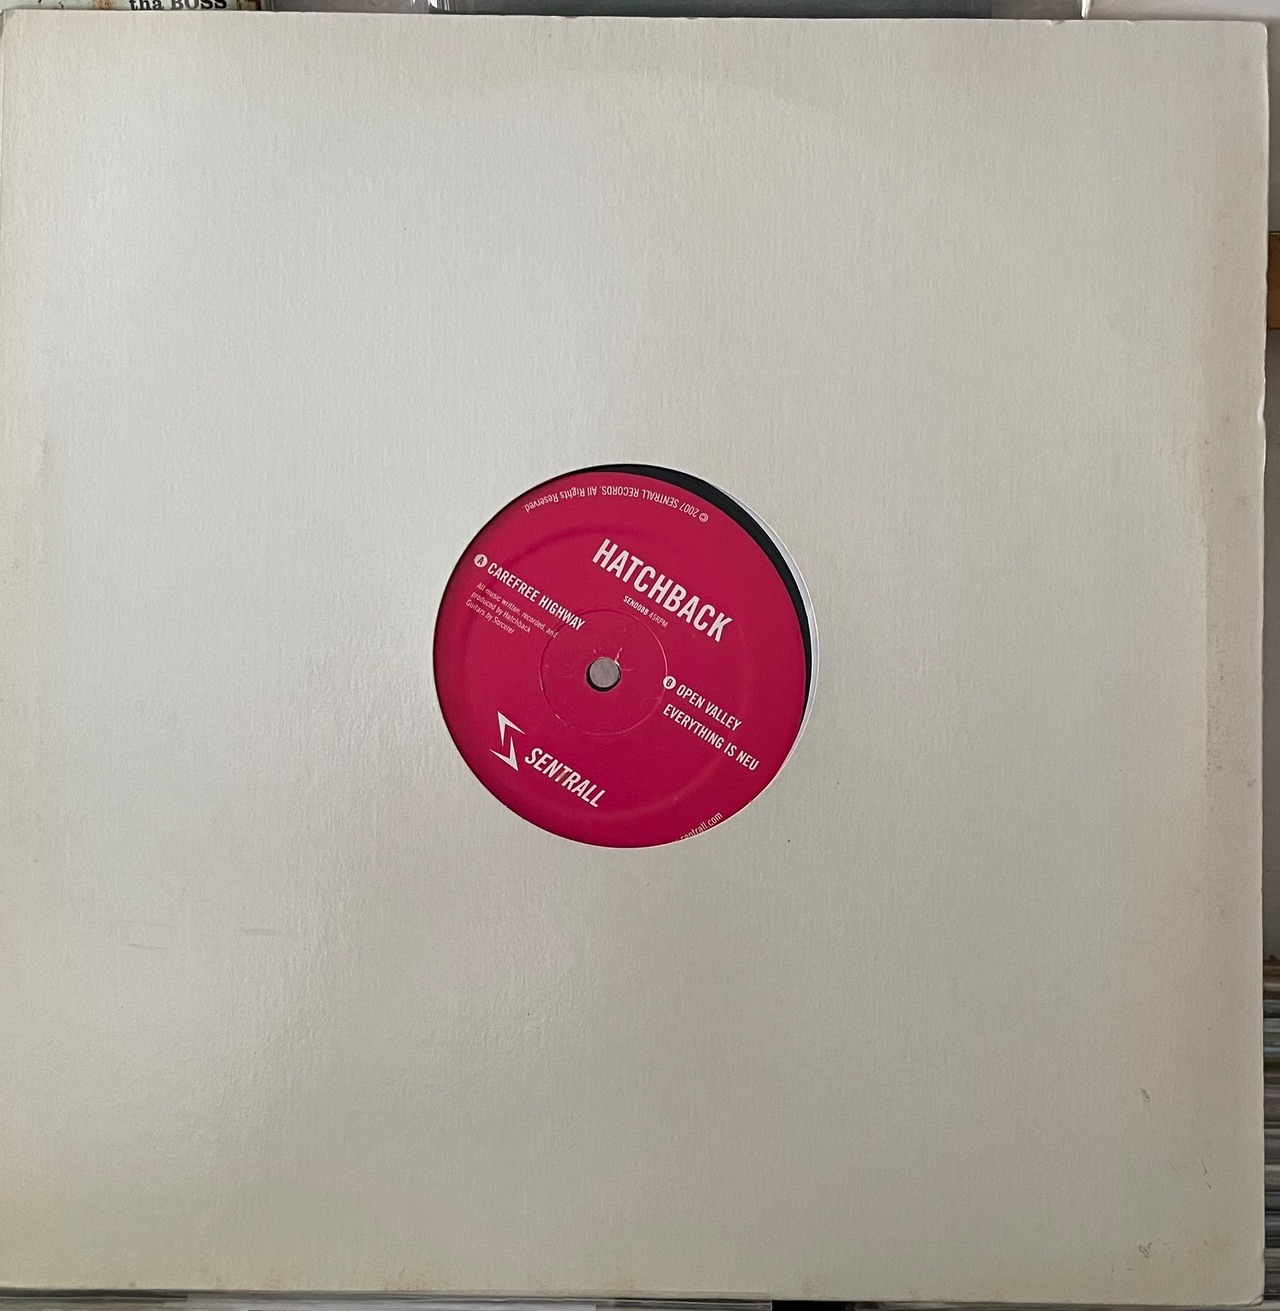 tha BOSS
© 2007 SENTRALL RECORDS. All Rights Reserved.
HATCHBACK
SEN008B 45RPM
A CAREFREE HIGHWAY
All music written, recorded, and
produced by Hatchback
Guitars by Sorcerer
B OPEN VALLEY
EVERYTHING IS NEU
SENTRALL
sentrall.com